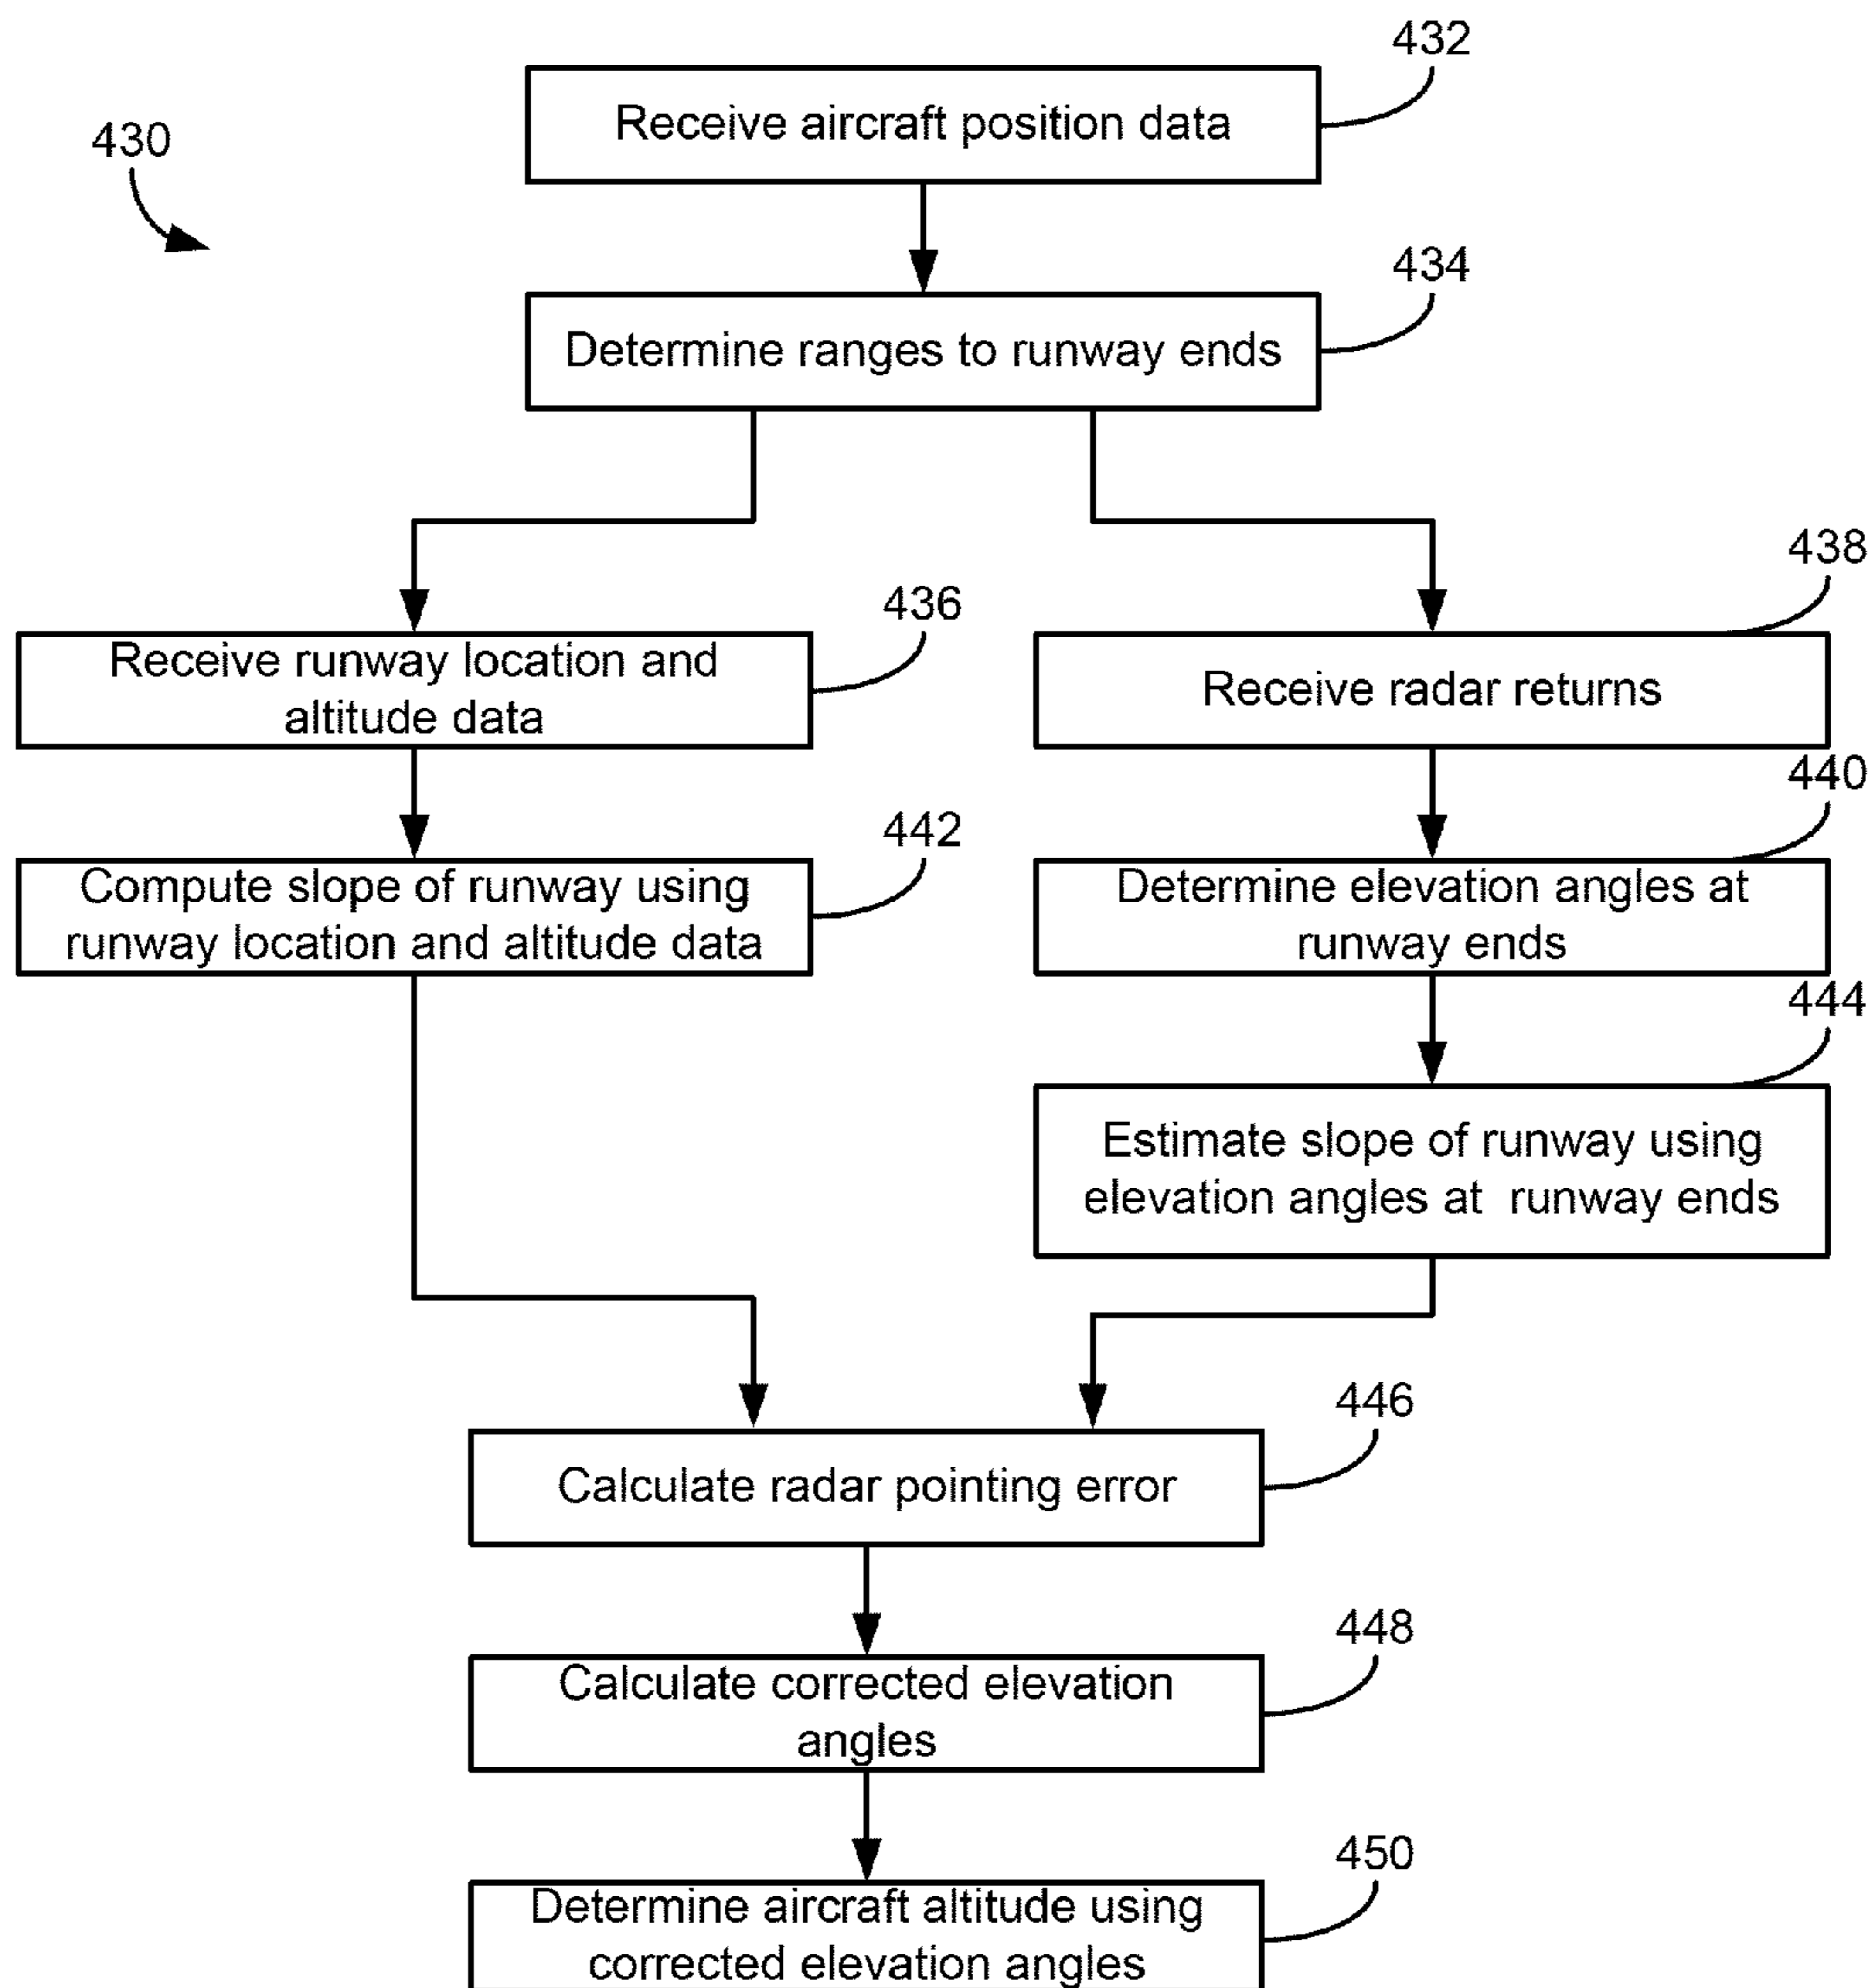 432
Receive aircraft position data
430
434
Determine ranges to runway ends
438
436
Receive runway location and
altitude data
Receive radar returns
440
442
Compute slope of runway using
runway location and altitude data
Determine elevation angles at
runway ends
444
Estimate slope of runway using
elevation angles at runway ends
446
Calculate radar pointing error
448
Calculate corrected elevation
angles
450
Determine aircraft altitude using
corrected elevation angles